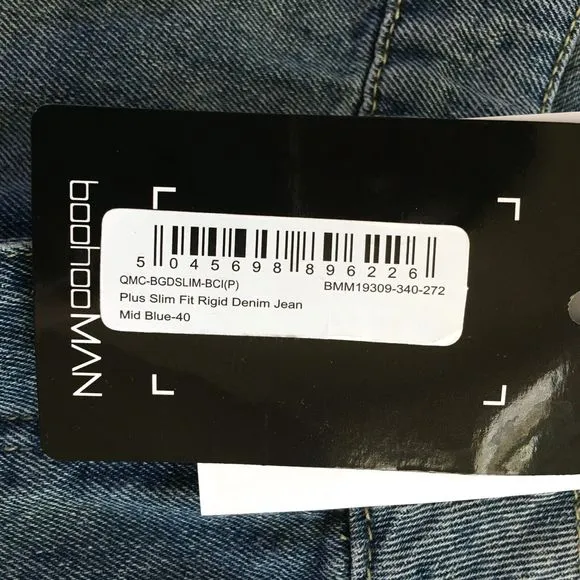 boohooMAN
5 045698 896226
QMC-BGDSLIM-BCI(P) BMM19309-340-272
Plus Slim Fit Rigid Denim Jean
Mid Blue-40